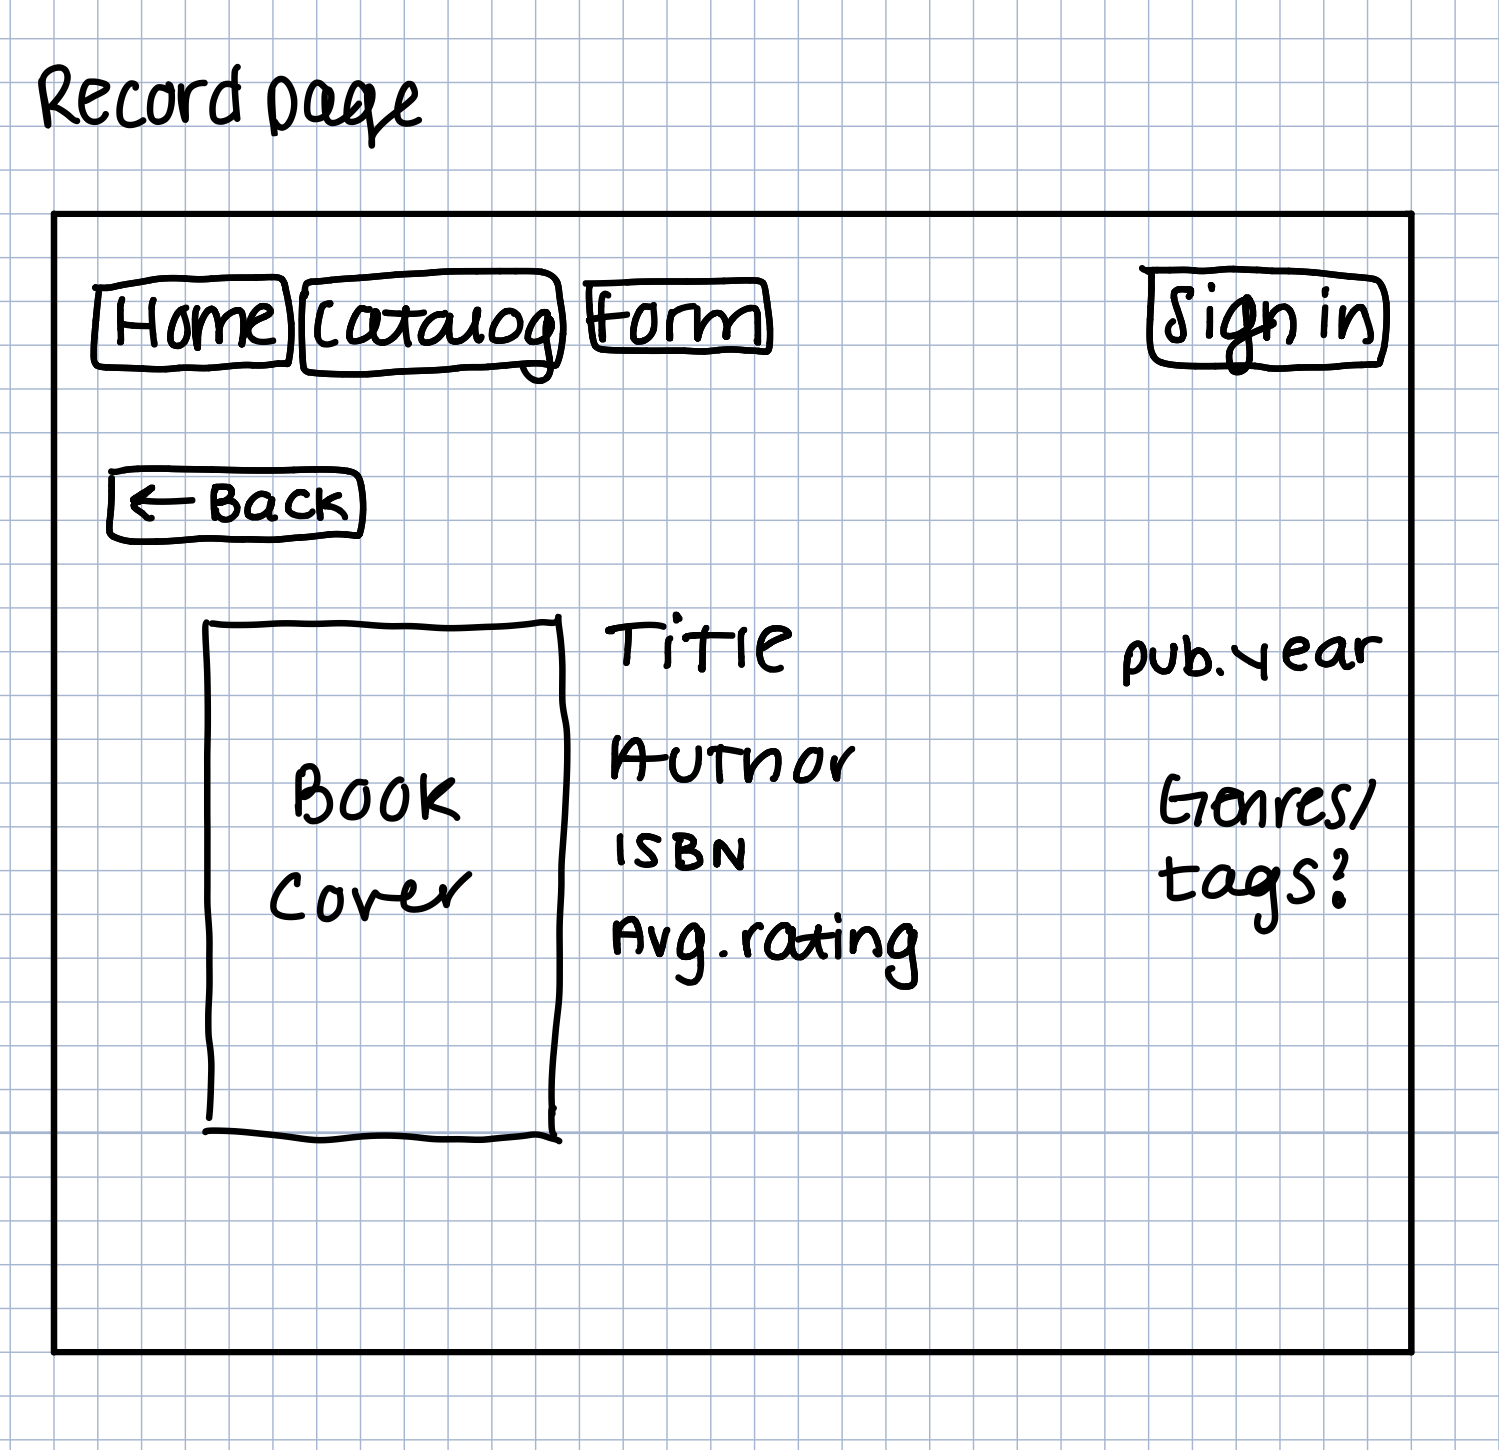 Record page
Home Catalog Form Sign in
← Back
Title pub. year
Author
Book
Cover
Genres/
tags?
ISBN
Avg. rating